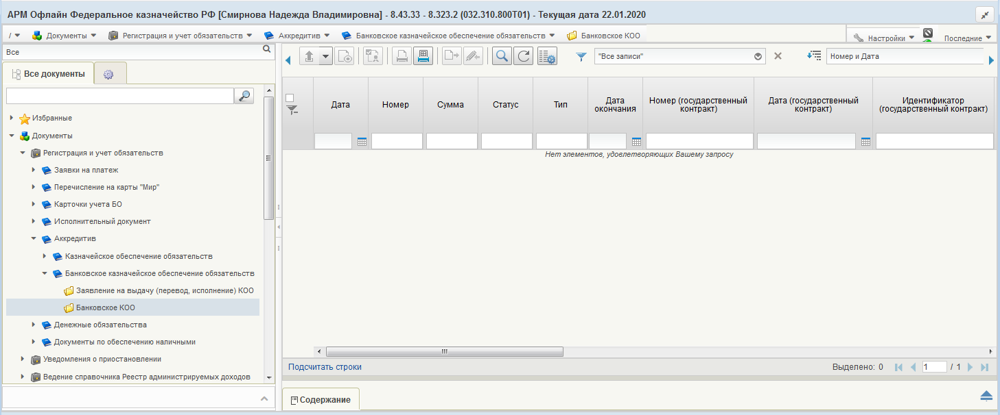 АРМ Офлайн Федеральное казначейство РФ [Смирнова Надежда Владимировна] - 8.43.33 - 8.323.2 (032.310.800Т01) - Текущая дата 22.01.2020
/ Документы Регистрация и учет обязательств Аккредитив Банковское казначейское обеспечение обязательств Банковское КОО Настройки Последние
Все
"Все записи" Номер и Дата
Все документы
Дата Номер Сумма Статус Тип Дата окончания Номер (государственный контракт) Дата (государственный контракт) Идентификатор (государственный контракт)
Нет элементов, удовлетворяющих Вашему запросу
Избранные
Документы
Регистрация и учет обязательств
Заявки на платеж
Перечисление на карты "Мир"
Карточки учета БО
Исполнительный документ
Аккредитив
Казначейское обеспечение обязательств
Банковское казначейское обеспечение обязательств
Заявление на выдачу (перевод, исполнение) КОО
Банковское КОО
Денежные обязательства
Документы по обеспечению наличными
Уведомления о приостановлении
Ведение справочника Реестр администрируемых доходов
Подсчитать строки Выделено: 0 1 / 1
Содержание